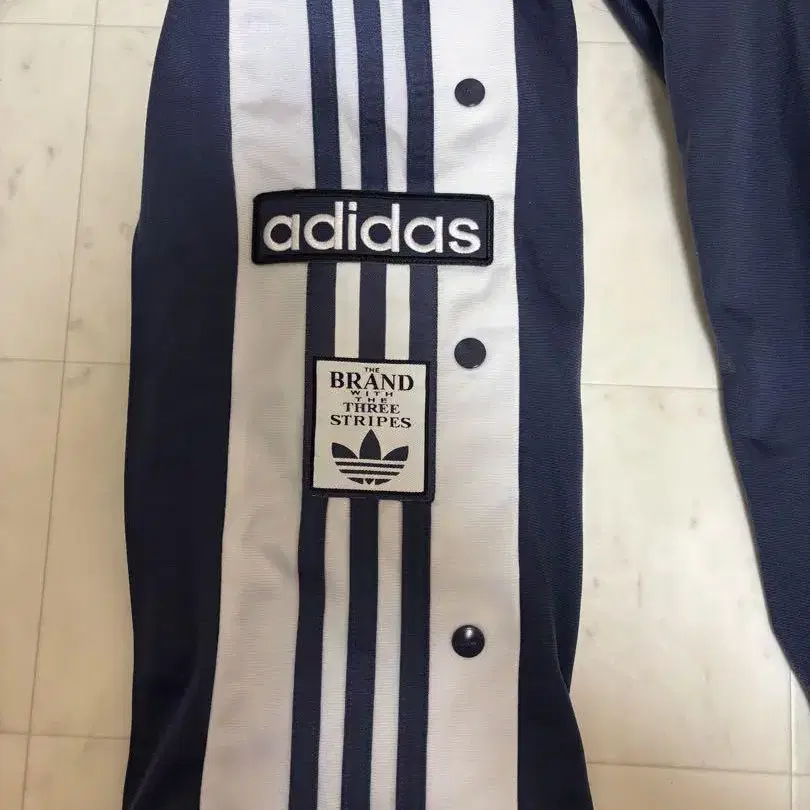 adidas
THE
BRAND
WITH
THE
THREE
STRIPES